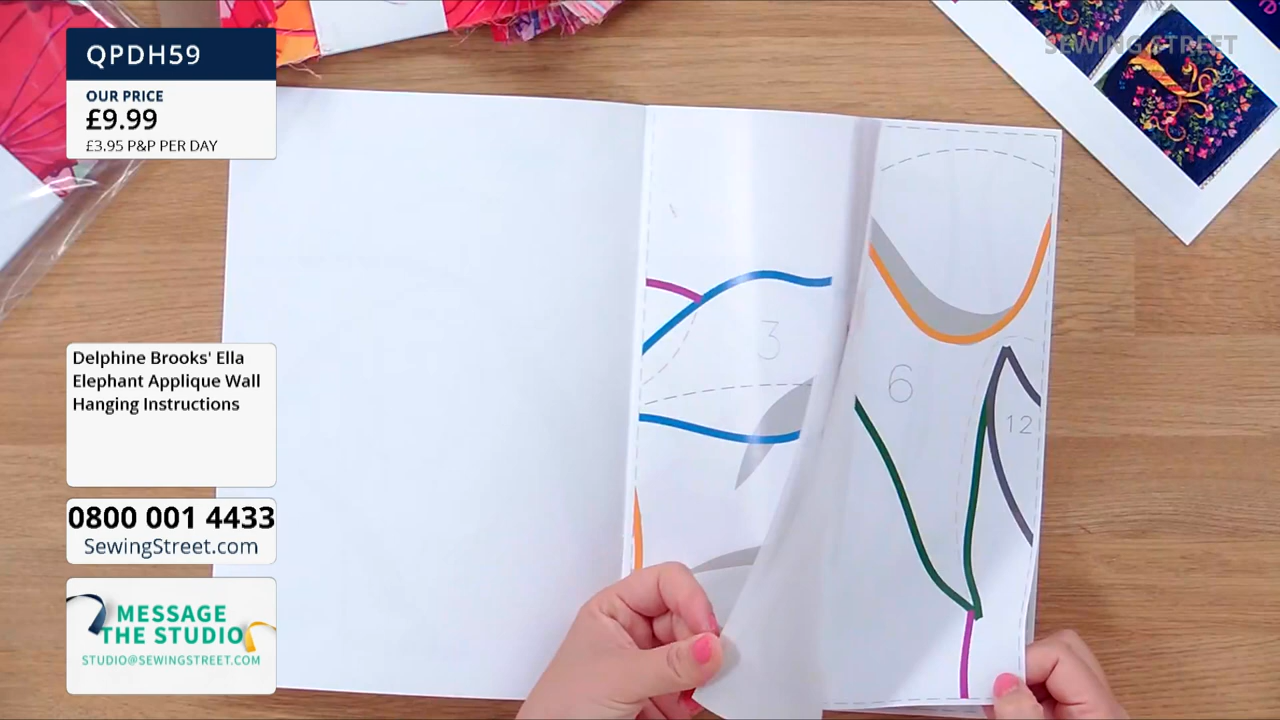 QPDH59
OUR PRICE
£9.99
£3.95 P&P PER DAY
SEWING STREET
3
6
12
Delphine Brooks' Ella
Elephant Applique Wall
Hanging Instructions
0800 001 4433
SewingStreet.com
MESSAGE
THE STUDIO
STUDIO@SEWINGSTREET.COM